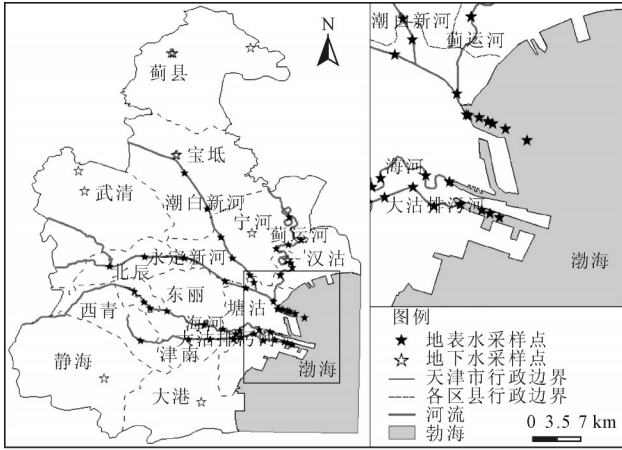 N
蓟县
宝坻
武清
潮白新河
宁河
蓟运河
汉沽
永定新河
北辰
东丽
塘沽
西青
海河
大沽排污河
津南
静海
大港
渤海
潮白新河
蓟运河
海河
大沽排污河
渤海
图例
地表水采样点
地下水采样点
天津市行政边界
各区县行政边界
河流
渤海
0 3.5 7 km